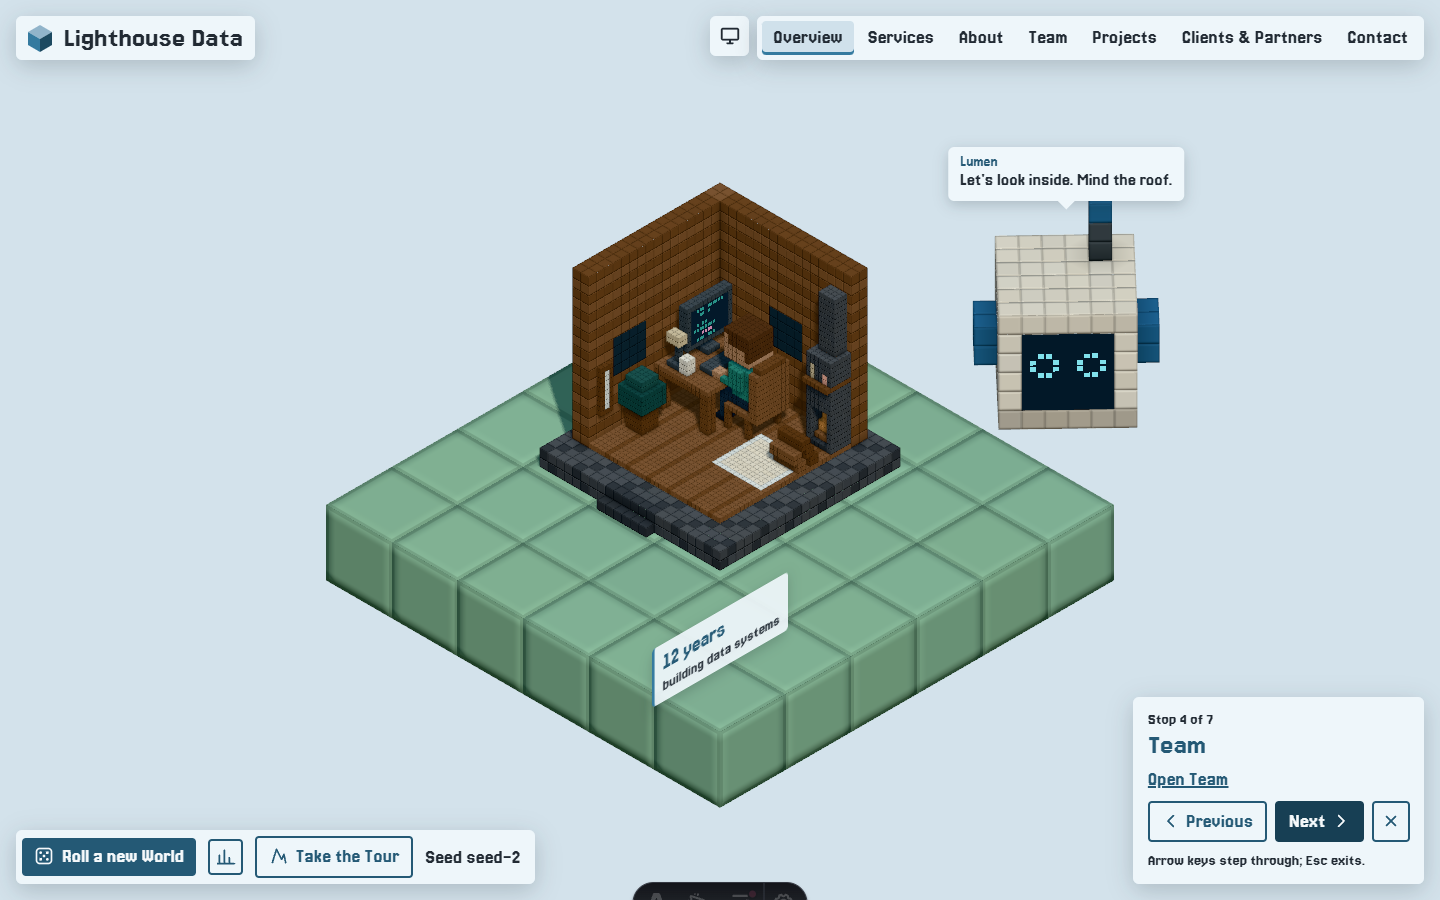 Lighthouse Data
Overview
Services
About
Team
Projects
Clients & Partners
Contact
Lumen
Let's look inside. Mind the roof.
12 years
building data systems
Stop 4 of 7
Team
Open Team
Previous
Next
Arrow keys step through; Esc exits.
Roll a new World
Take the Tour
Seed seed-2